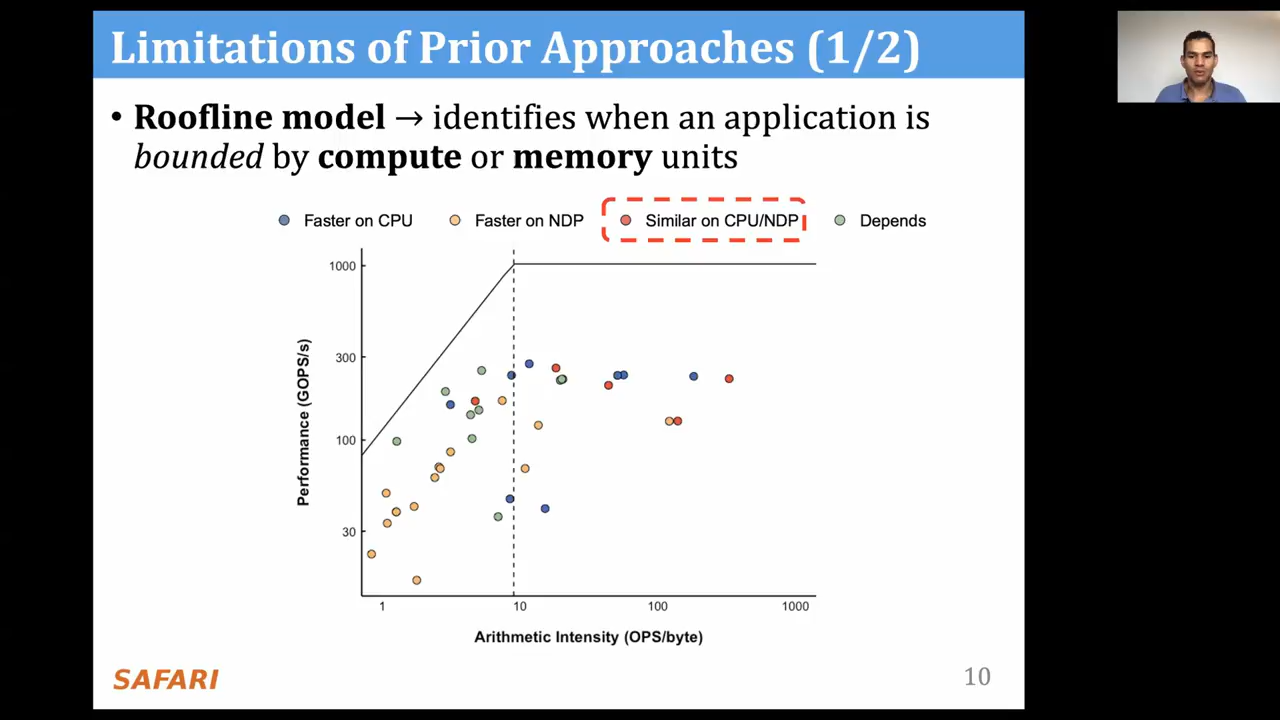 Limitations of Prior Approaches (1/2)
• Roofline model → identifies when an application is
bounded by compute or memory units
Faster on CPU Faster on NDP Similar on CPU/NDP Depends
1000
300
100
30
Performance (GOPS/s)
1 10 100 1000
Arithmetic Intensity (OPS/byte)
SAFARI
10